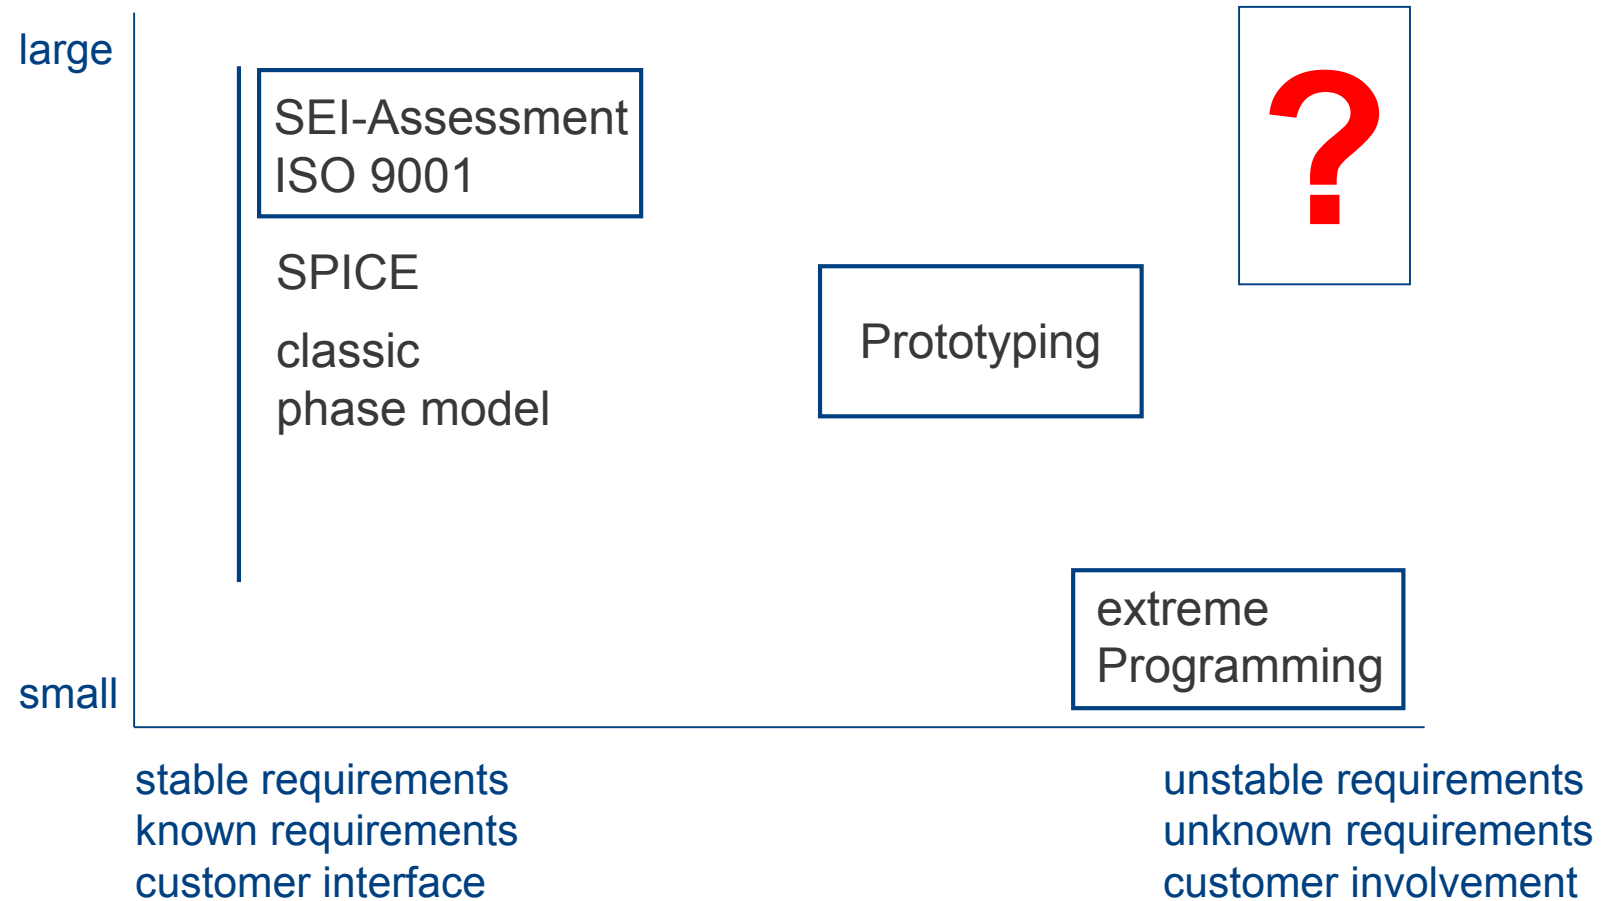 large
SEI-Assessment
ISO 9001
?
SPICE
classic
phase model
Prototyping
extreme
Programming
small
stable requirements
known requirements
customer interface
unstable requirements
unknown requirements
customer involvement